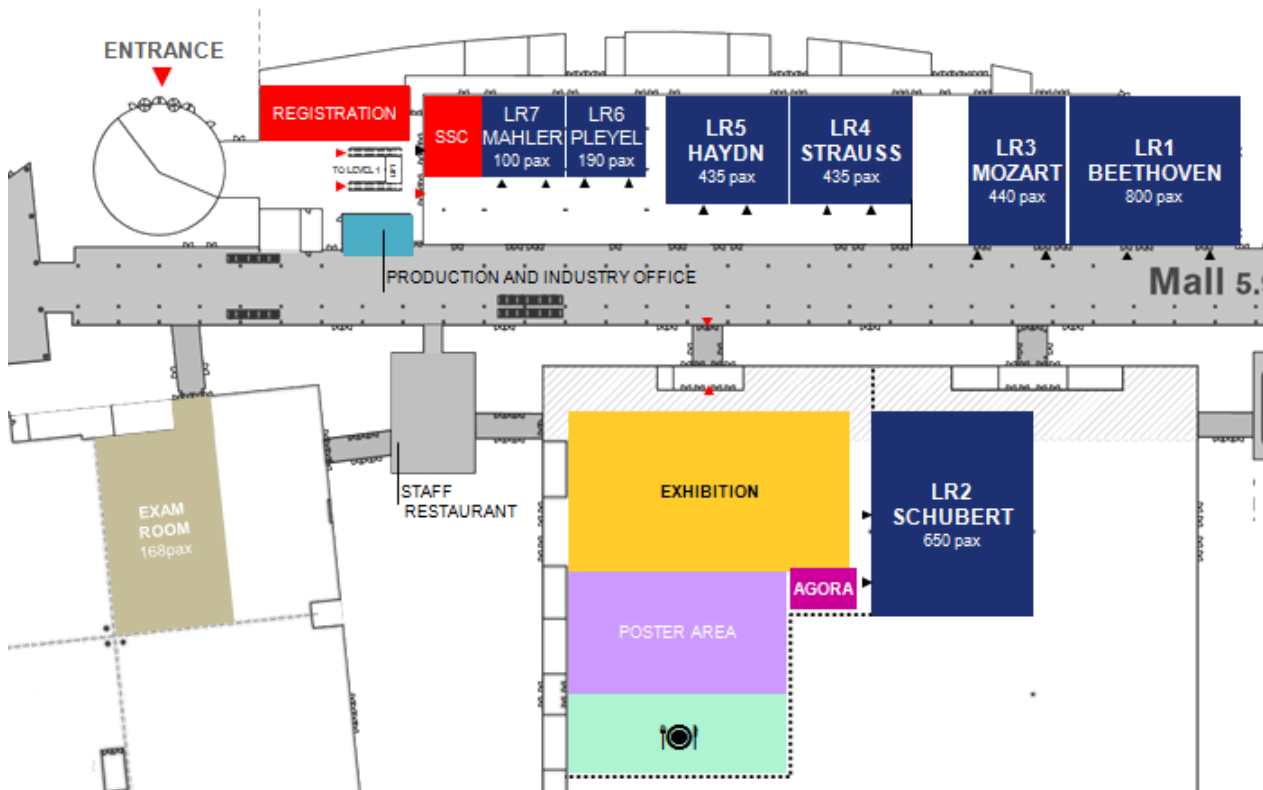 ENTRANCE
REGISTRATION
TO LEVEL 1
LIFT
SSC
LR7
MAHLER
100 pax
LR6
PLEYEL
190 pax
LR5
HAYDN
435 pax
LR4
STRAUSS
435 pax
LR3
MOZART
440 pax
LR1
BEETHOVEN
800 pax
PRODUCTION AND INDUSTRY OFFICE
Mall 5.9
EXAM
ROOM
168pax
STAFF
RESTAURANT
EXHIBITION
LR2
SCHUBERT
650 pax
AGORA
POSTER AREA